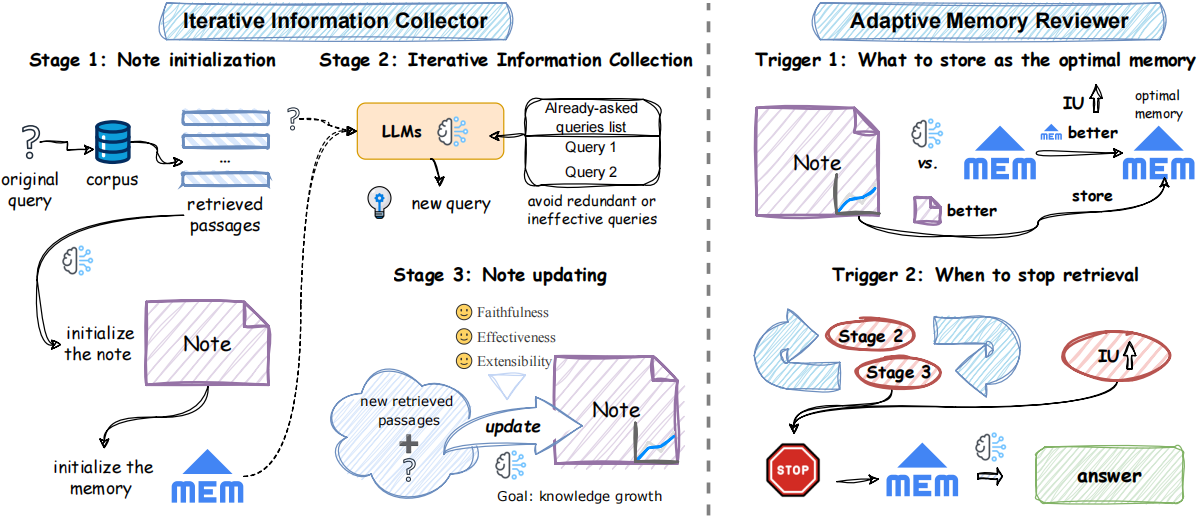 Iterative Information Collector
Stage 1: Note initialization
?
original
query
corpus
...
retrieved
passages
initialize
the note
Note
initialize the
memory
MEM
Stage 2: Iterative Information Collection
?
LLMs
new query
Already-asked
queries list
Query 1
Query 2
avoid redundant or
ineffective queries
Stage 3: Note updating
Faithfulness
Effectiveness
Extensibility
new retrieved
passages
+
?
update
Note
Goal: knowledge growth
Adaptive Memory Reviewer
Trigger 1: What to store as the optimal memory
Note
vs.
MEM
IU
MEM better
optimal
memory
MEM
better
store
Trigger 2: When to stop retrieval
Stage 2
Stage 3
IU
STOP
MEM
answer